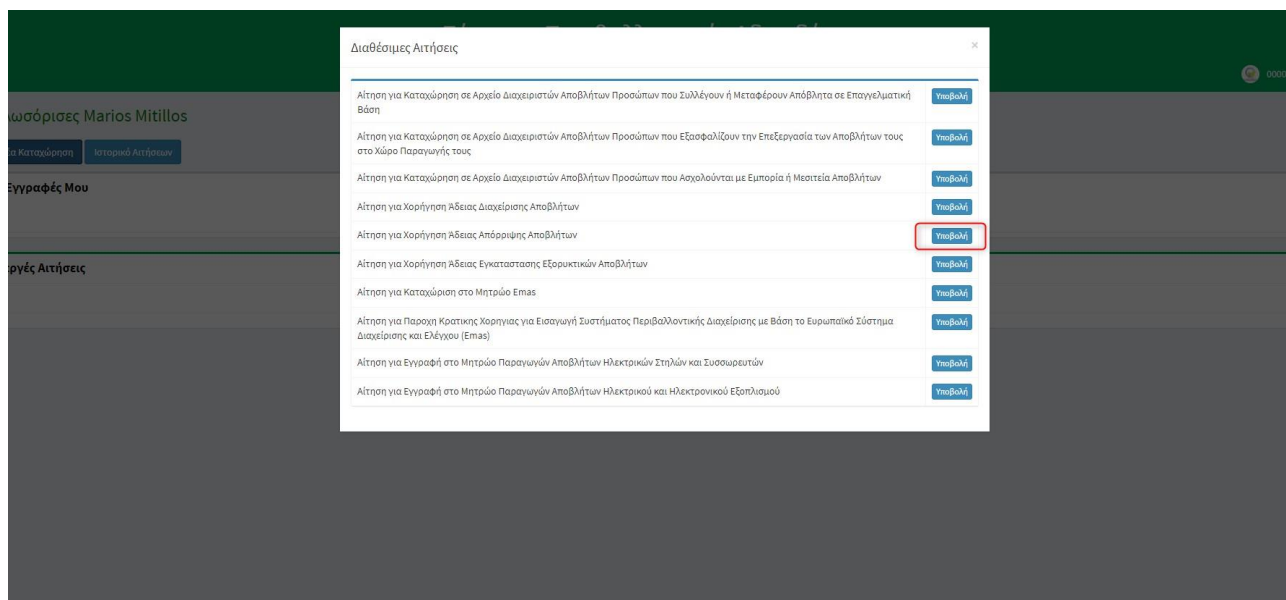 Διαθέσιμες Αιτήσεις
×
0000
Αίτηση για Καταχώρηση σε Αρχείο Διαχειριστών Αποβλήτων Προσώπων που Συλλέγουν ή Μεταφέρουν Απόβλητα σε Επαγγελματική
Βάση
Υποβολή
Καλωσόρισες Marios Mitillos
Αίτηση για Καταχώρηση σε Αρχείο Διαχειριστών Αποβλήτων Προσώπων που Εξασφαλίζουν την Επεξεργασία των Αποβλήτων τους
στο Χώρο Παραγωγής τους
Υποβολή
Καταχώρηση
Ιστορικό Αιτήσεων
Εγγραφές Μου
Αίτηση για Καταχώρηση σε Αρχείο Διαχειριστών Αποβλήτων Προσώπων που Ασχολούνται με Εμπορία ή Μεσιτεία Αποβλήτων
Υποβολή
Αίτηση για Χορήγηση Άδειας Διαχείρισης Αποβλήτων
Υποβολή
Αίτηση για Χορήγηση Άδειας Απόρριψης Αποβλήτων
Υποβολή
Αίτηση για Χορήγηση Άδειας Εγκαταστασης Εξορυκτικών Αποβλήτων
Υποβολή
ργές Αιτήσεις
Αίτηση για Καταχώριση στο Μητρώο Emas
Υποβολή
Αίτηση για Παροχη Κρατικης Χορηγιας για Εισαγωγή Συστήματος Περιβαλλοντικής Διαχείρισης με Βάση το Ευρωπαϊκό Σύστημα
Διαχείρισης και Ελέγχου (Emas)
Υποβολή
Αίτηση για Εγγραφή στο Μητρώο Παραγωγών Αποβλήτων Ηλεκτρικών Στηλών και Συσσωρευτών
Υποβολή
Αίτηση για Εγγραφή στο Μητρώο Παραγωγών Αποβλήτων Ηλεκτρικού και Ηλεκτρονικού Εξοπλισμού
Υποβολή